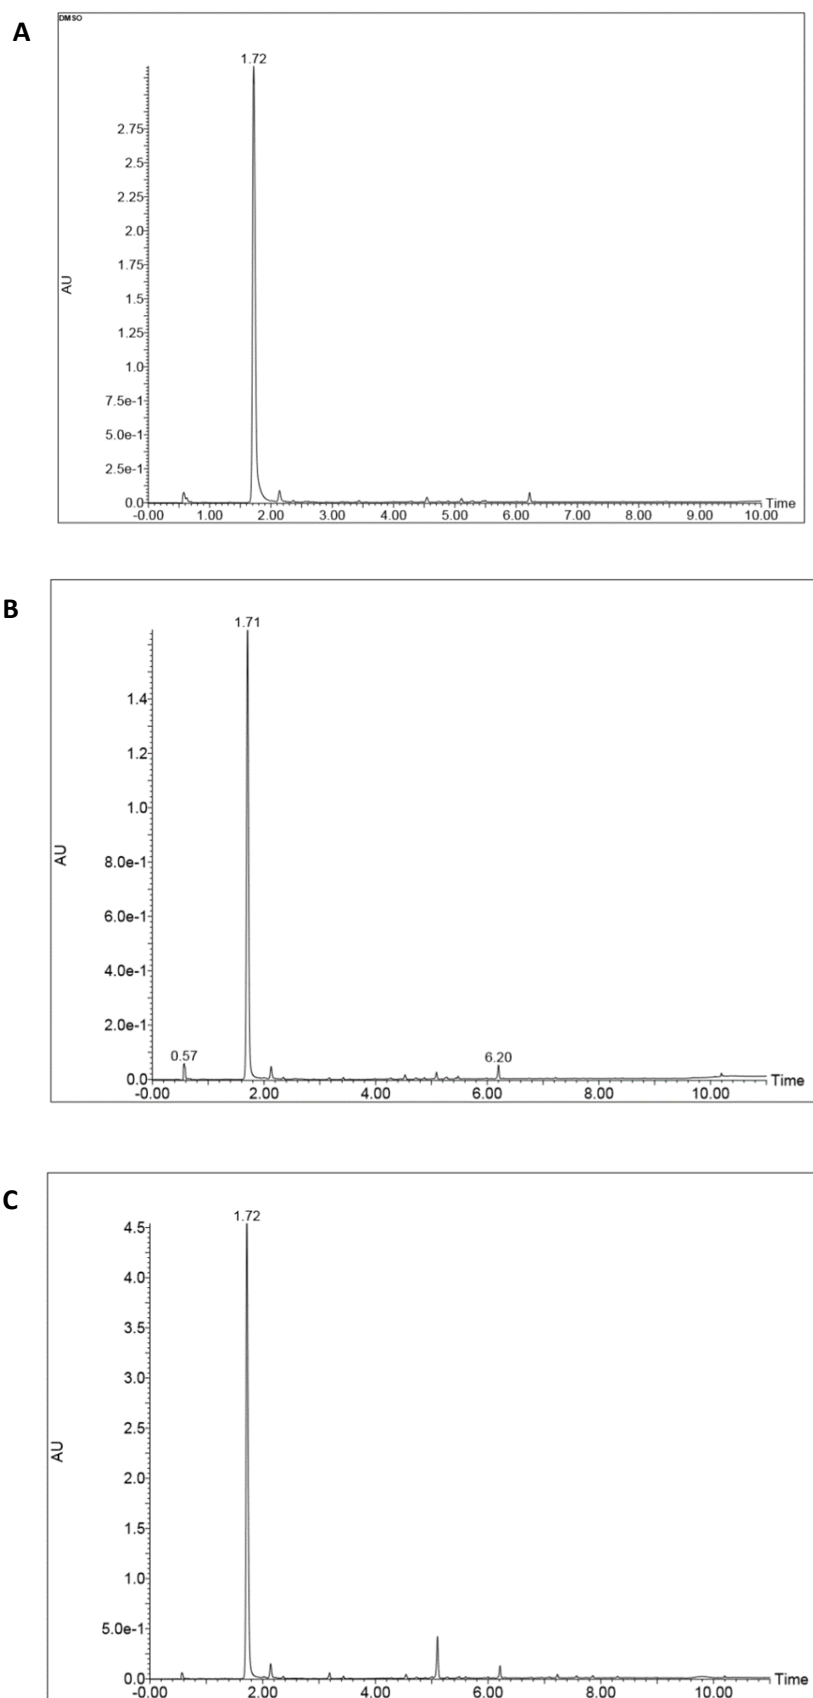 A
DMSO
1.72
2.75
2.5
2.25
2.0
1.75
1.5
1.25
1.0
7.5e-1
5.0e-1
2.5e-1
0.0
AU
-0.00 1.00 2.00 3.00 4.00 5.00 6.00 7.00 8.00 9.00 10.00
Time
B
1.71
1.4
1.2
1.0
8.0e-1
6.0e-1
4.0e-1
2.0e-1
0.0
AU
0.57
6.20
-0.00 2.00 4.00 6.00 8.00 10.00
Time
C
1.72
4.5
4.0
3.5
3.0
2.5
2.0
1.5
1.0
5.0e-1
0.0
AU
-0.00 2.00 4.00 6.00 8.00 10.00
Time